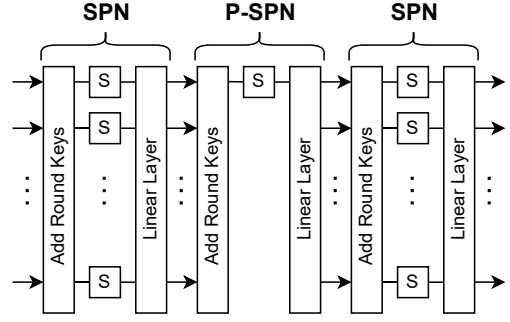 SPN P-SPN SPN
S S S
S S
Add Round Keys
Linear Layer
Add Round Keys
Linear Layer
Add Round Keys
Linear Layer
S S